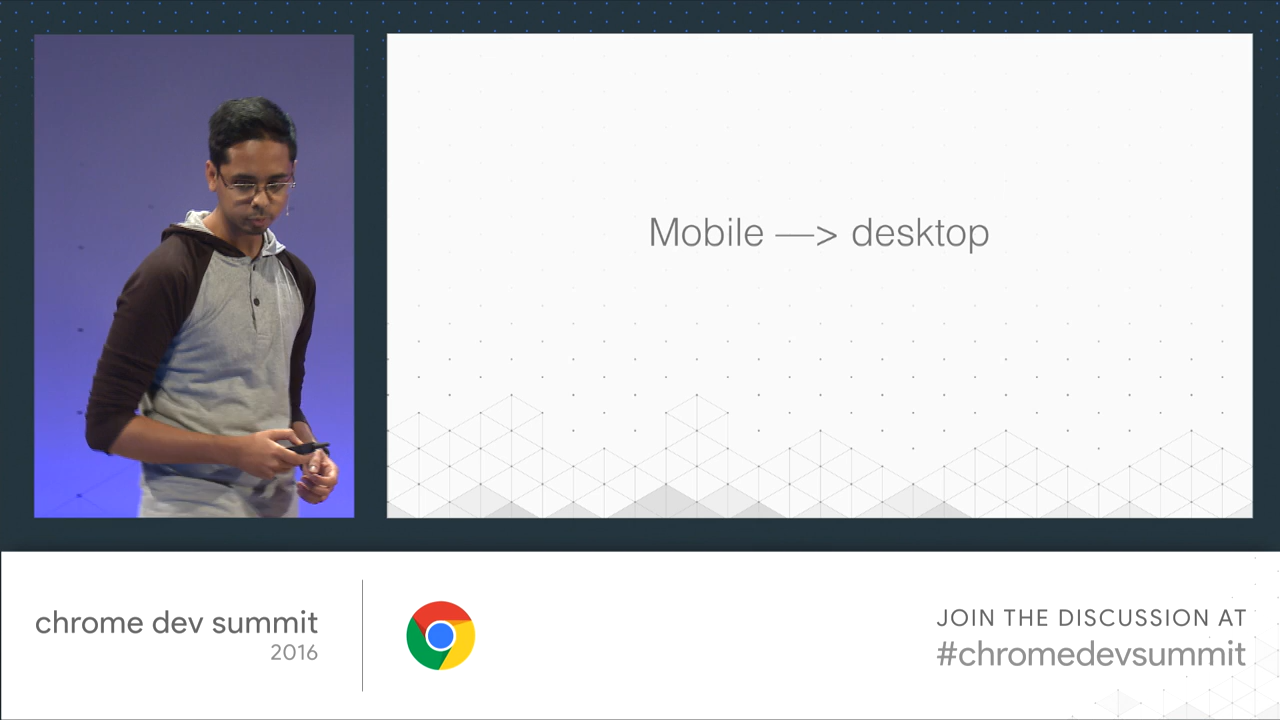 Mobile —> desktop
chrome dev summit
2016
JOIN THE DISCUSSION AT
#chromedevsummit